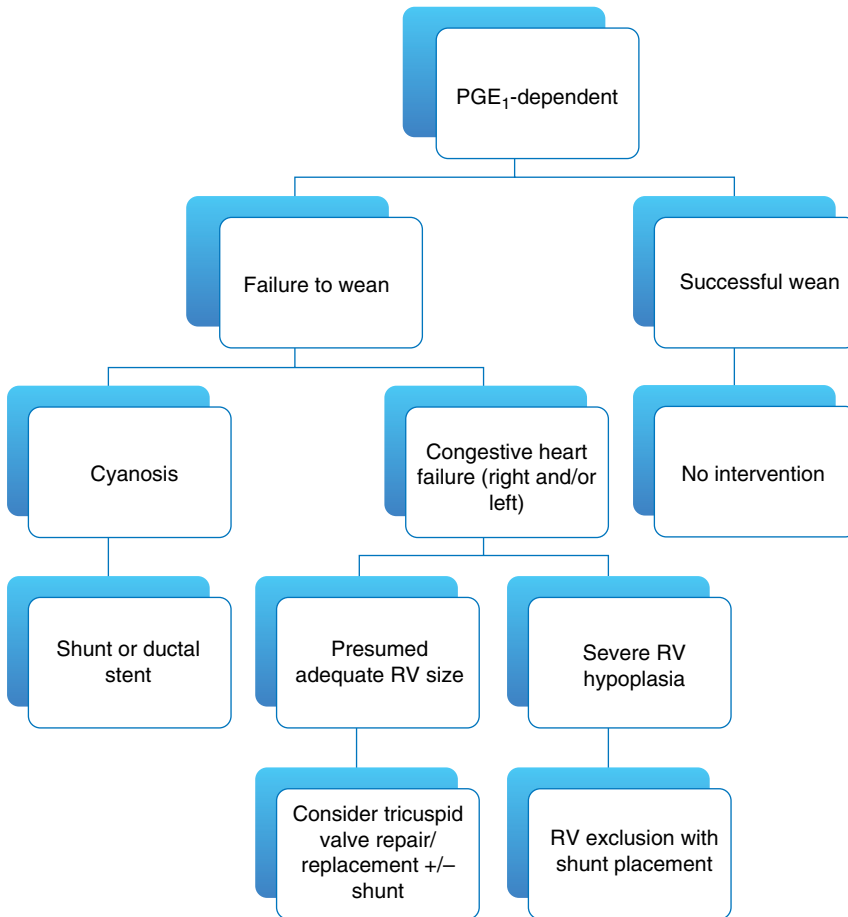 PGE₁-dependent
Failure to wean
Successful wean
Cyanosis
Congestive heart
failure (right and/or
left)
No intervention
Shunt or ductal
stent
Presumed
adequate RV size
Severe RV
hypoplasia
Consider tricuspid
valve repair/
replacement +/–
shunt
RV exclusion with
shunt placement